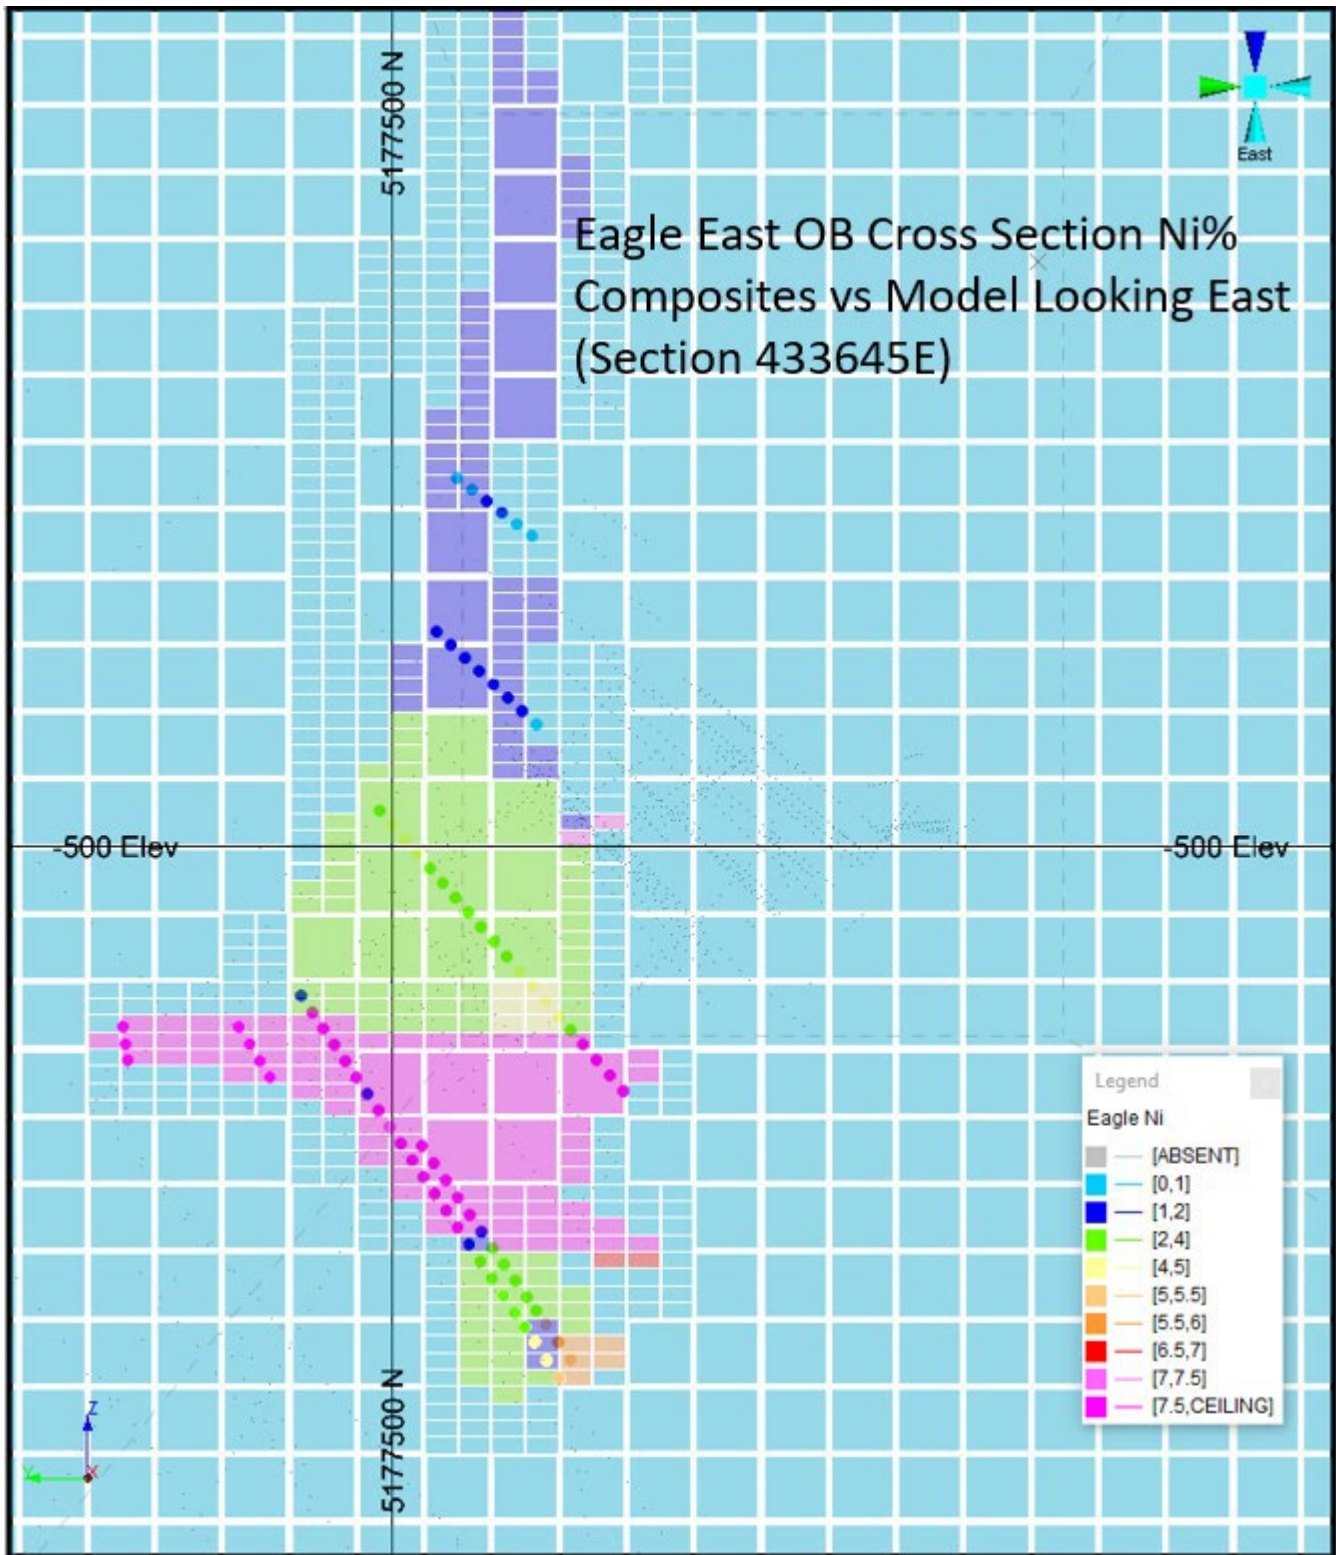 5177500 N
East
Eagle East OB Cross Section Ni%
Composites vs Model Looking East
(Section 433645E)
-500 Elev
-500 Elev
Legend
Eagle Ni
[ABSENT]
[0,1]
[1,2]
[2,4]
[4,5]
[5,5.5]
[5.5,6]
[6.5,7]
[7,7.5]
[7.5,CEILING]
5177500 N
Z
Y
X